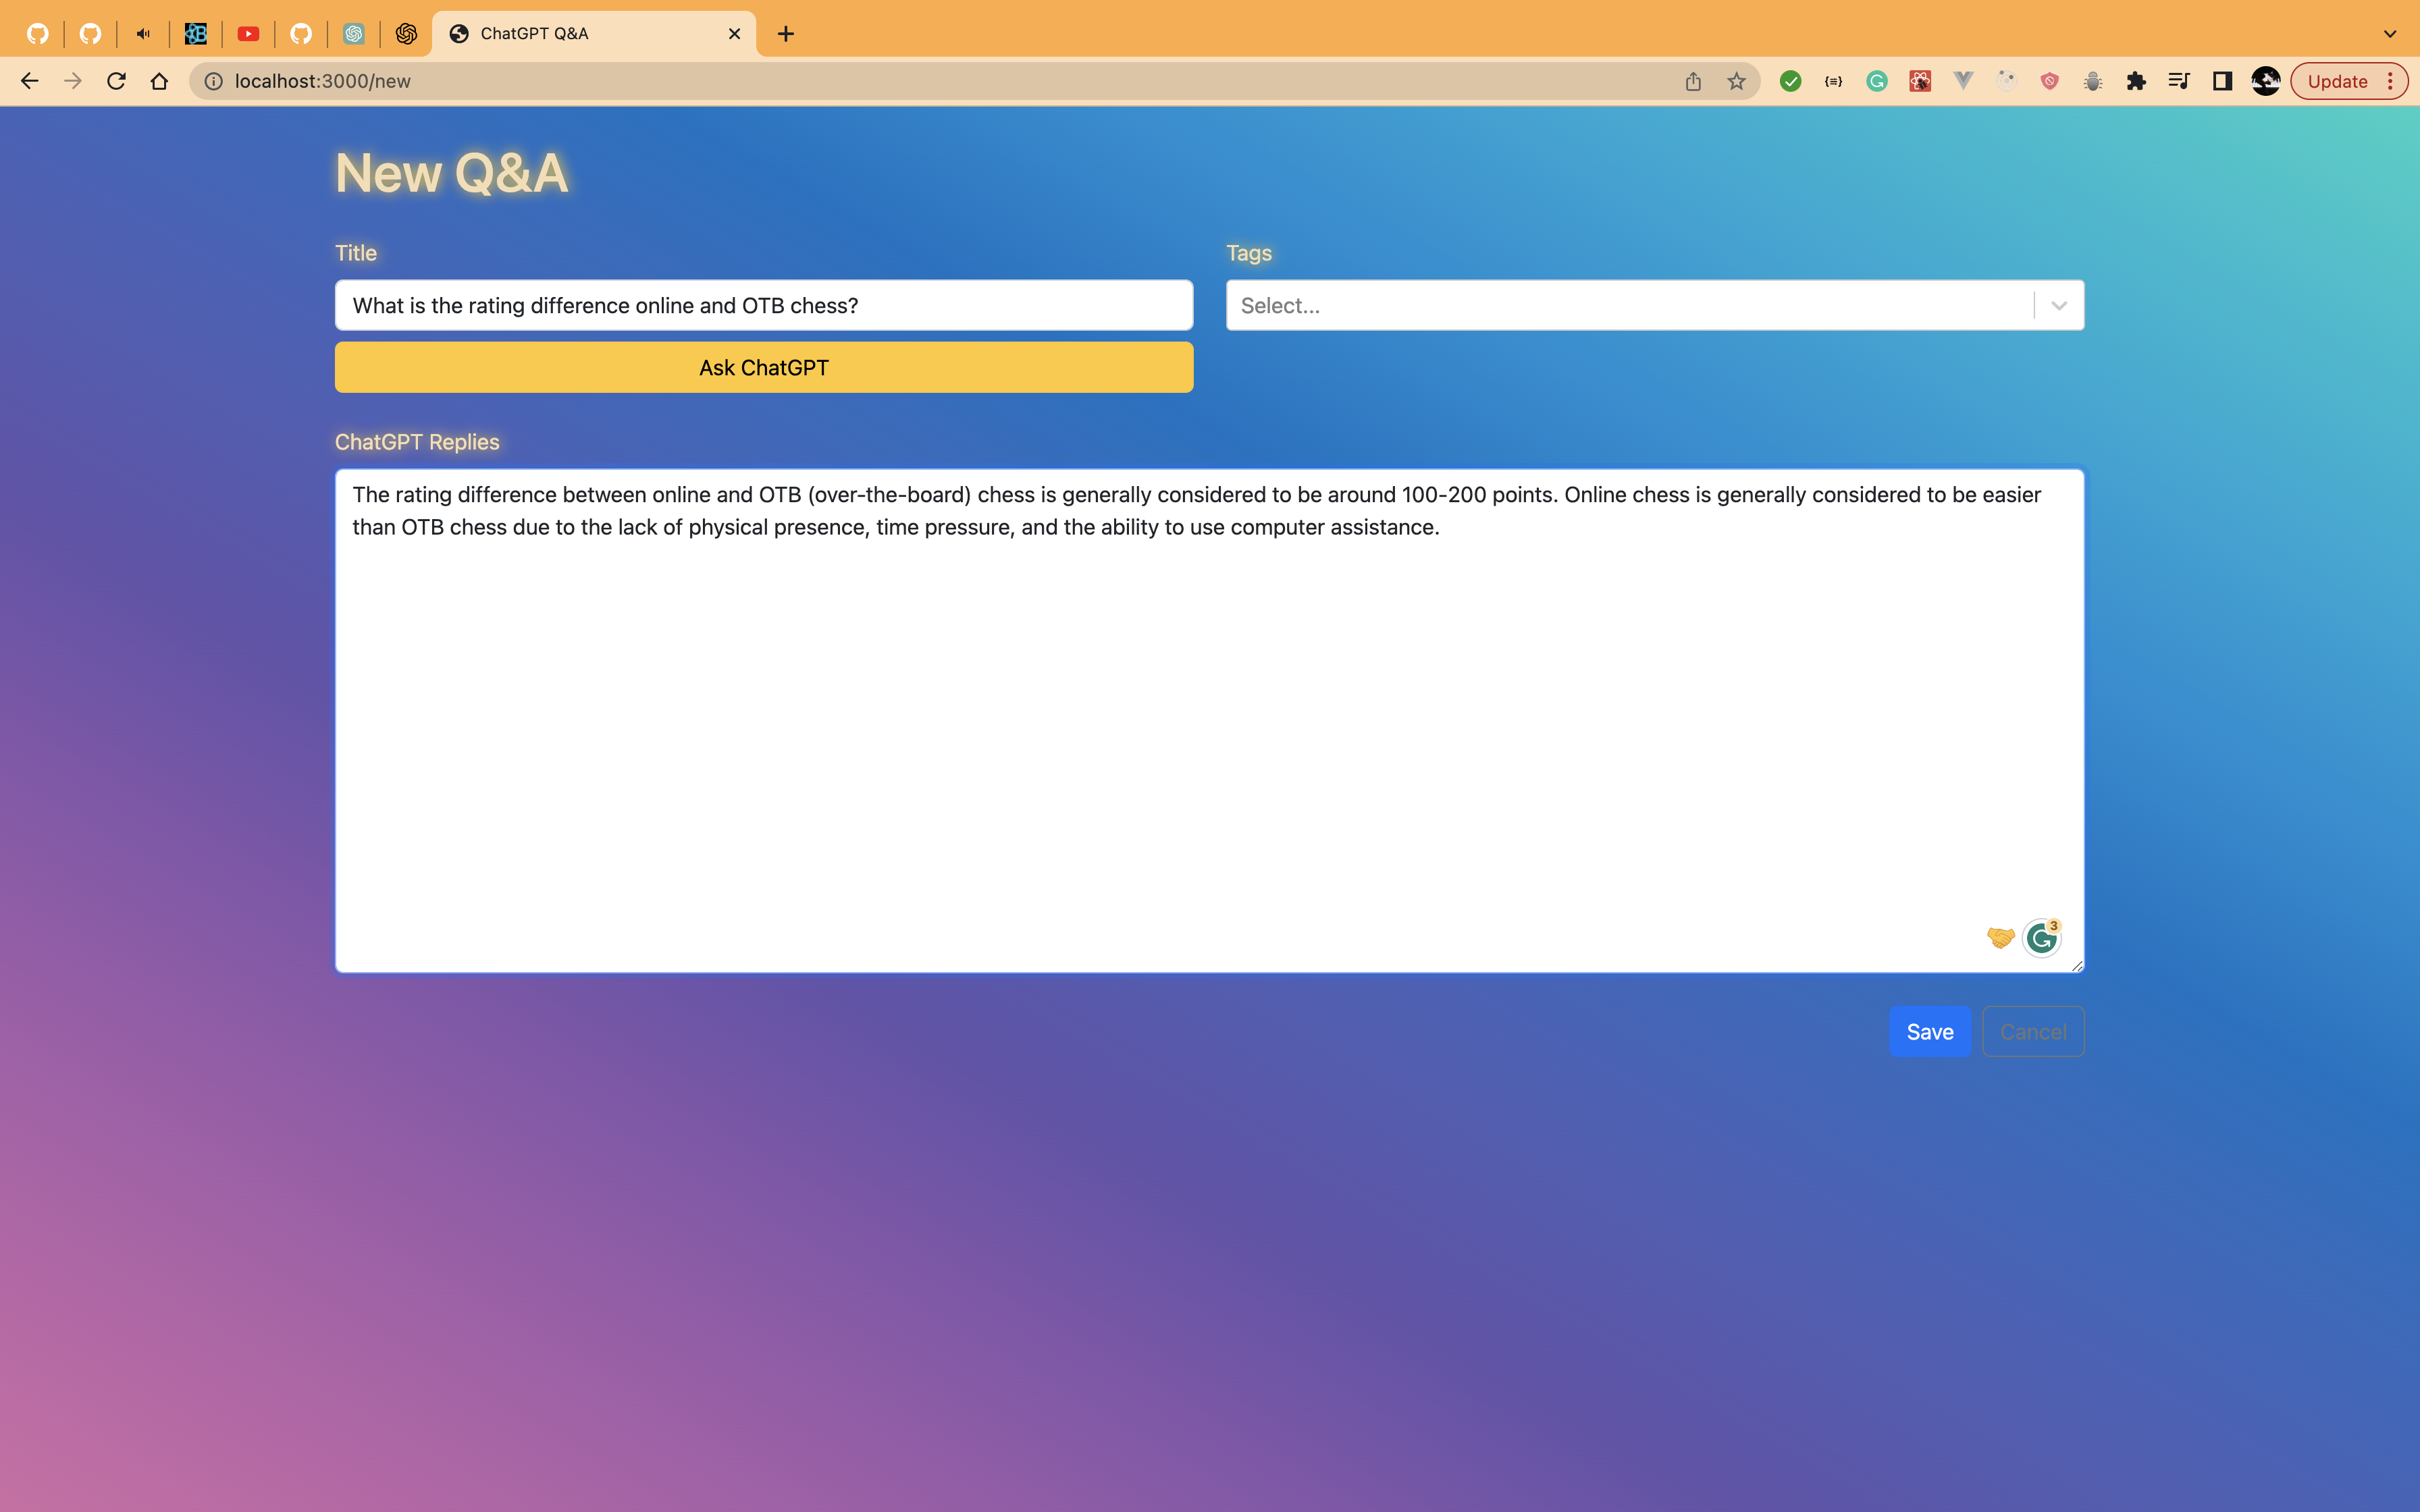 ChatGPT Q&A
localhost:3000/new
Update
New Q&A
Title
Tags
What is the rating difference online and OTB chess?
Select...
Ask ChatGPT
ChatGPT Replies
The rating difference between online and OTB (over-the-board) chess is generally considered to be around 100-200 points. Online chess is generally considered to be easier
than OTB chess due to the lack of physical presence, time pressure, and the ability to use computer assistance.
3
Save
Cancel